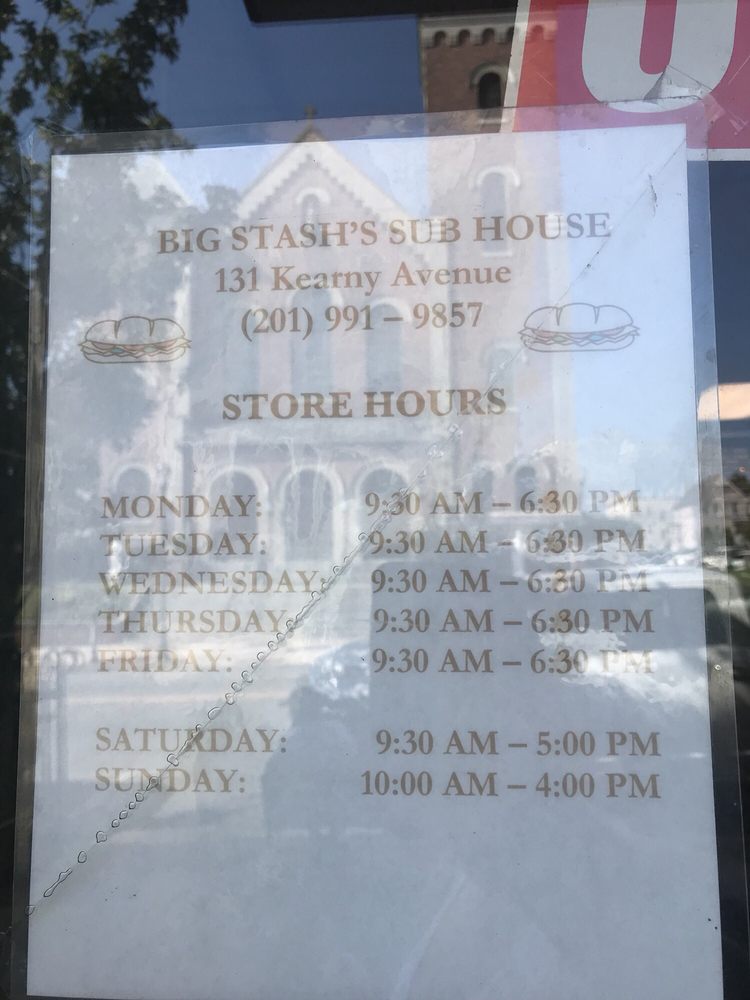 BIG STASH'S SUB HOUSE
131 Kearny Avenue
(201) 991 – 9857
STORE HOURS
MONDAY: 9:30 AM – 6:30 PM
TUESDAY: 9:30 AM – 6:30 PM
WEDNESDAY: 9:30 AM – 6:30 PM
THURSDAY: 9:30 AM – 6:30 PM
FRIDAY: 9:30 AM – 6:30 PM
SATURDAY: 9:30 AM – 5:00 PM
SUNDAY: 10:00 AM – 4:00 PM